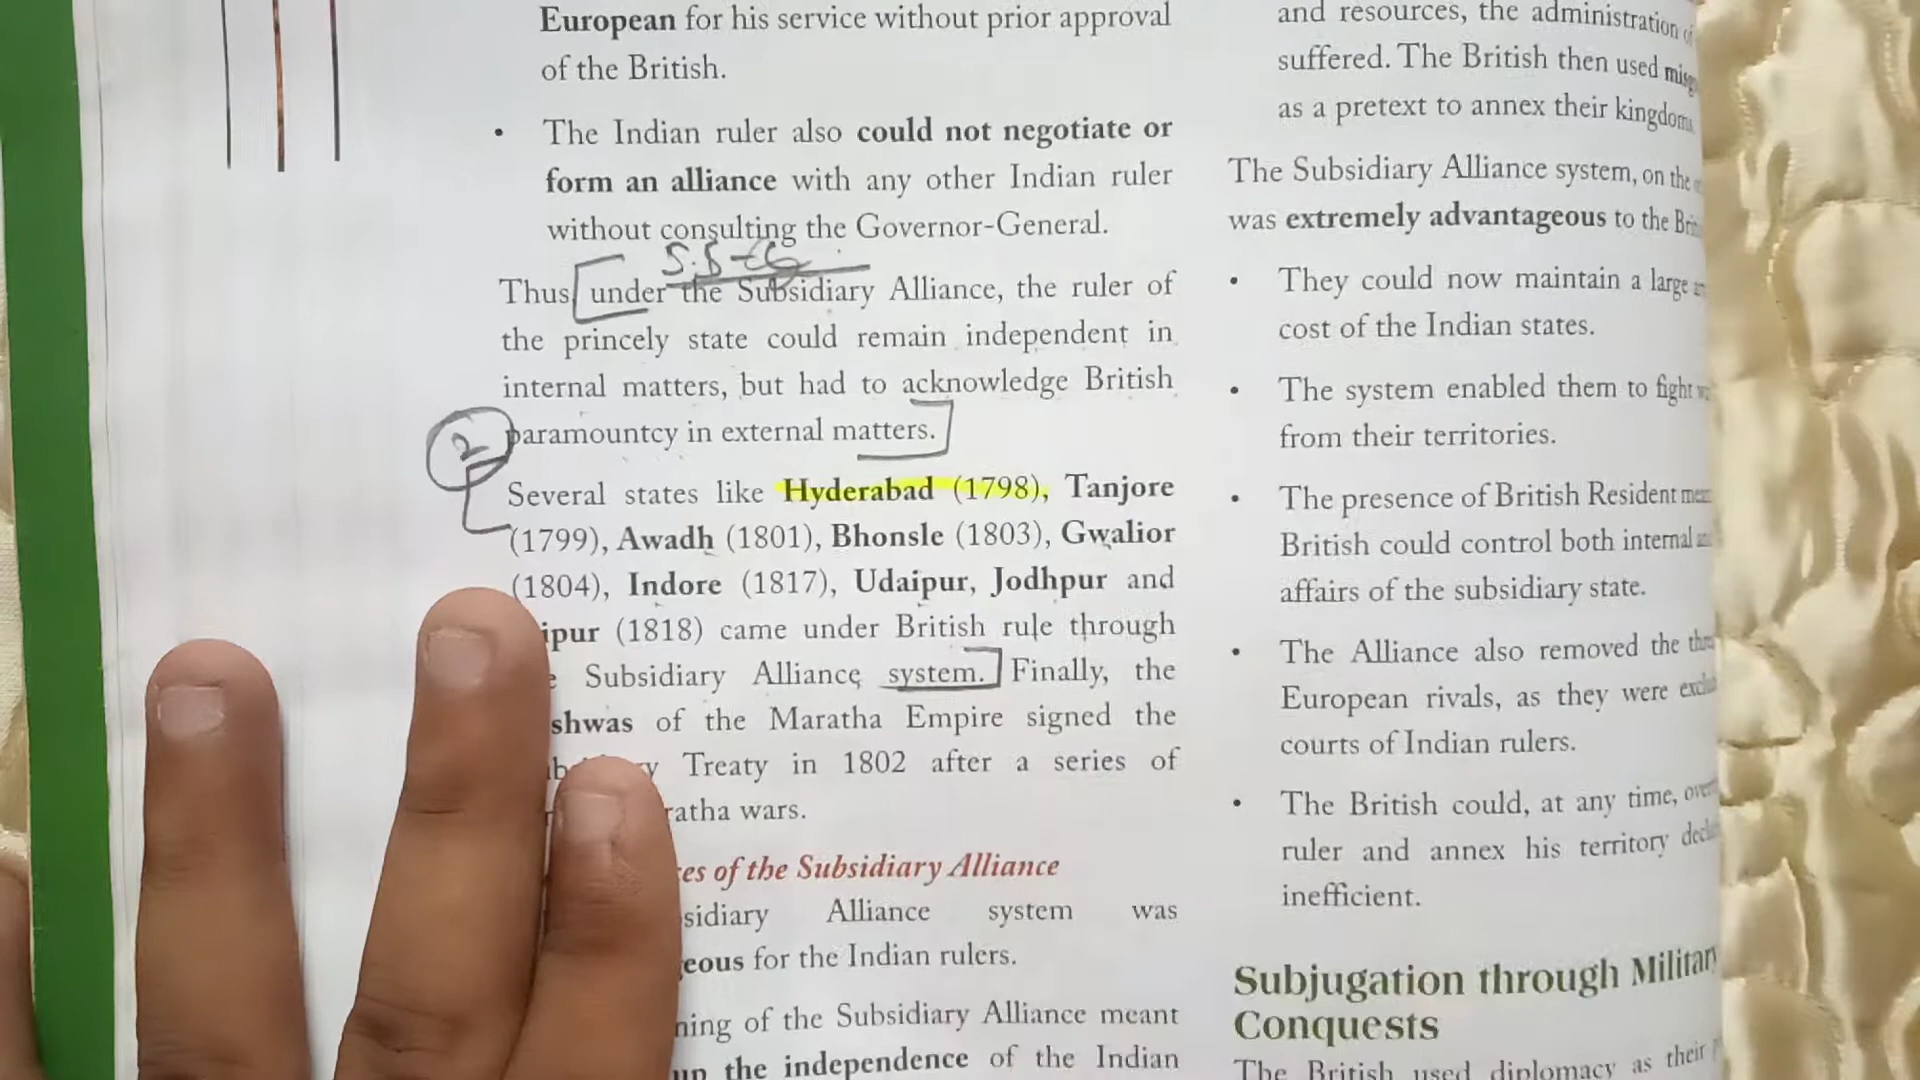 European for his service without prior approval
of the British.
• The Indian ruler also could not negotiate or
form an alliance with any other Indian ruler
without consulting the Governor-General.
Thus under the Subsidiary Alliance, the ruler of
the princely state could remain independent in
internal matters, but had to acknowledge British
2
paramountcy in external matters.
Several states like Hyderabad (1798), Tanjore
(1799), Awadh (1801), Bhonsle (1803), Gwalior
(1804), Indore (1817), Udaipur, Jodhpur and
ipur (1818) came under British rule through
Subsidiary Alliance system. Finally, the
shwas of the Maratha Empire signed the
Treaty in 1802 after a series of
ratha wars.
es of the Subsidiary Alliance
sidiary Alliance system was
eous for the Indian rulers.
ning of the Subsidiary Alliance meant
up the independence of the Indian
and resources, the administration
suffered. The British then used
as a pretext to annex their kingdom
The Subsidiary Alliance system, on the
was extremely advantageous to the
• They could now maintain a large
cost of the Indian states.
• The system enabled them to fight
from their territories.
• The presence of British Resident
British could control both internal
affairs of the subsidiary state.
• The Alliance also removed the
European rivals, as they were
courts of Indian rulers.
• The British could, at any time,
ruler and annex his territory
inefficient.
Subjugation through Military
Conquests
The British used diplomacy as their